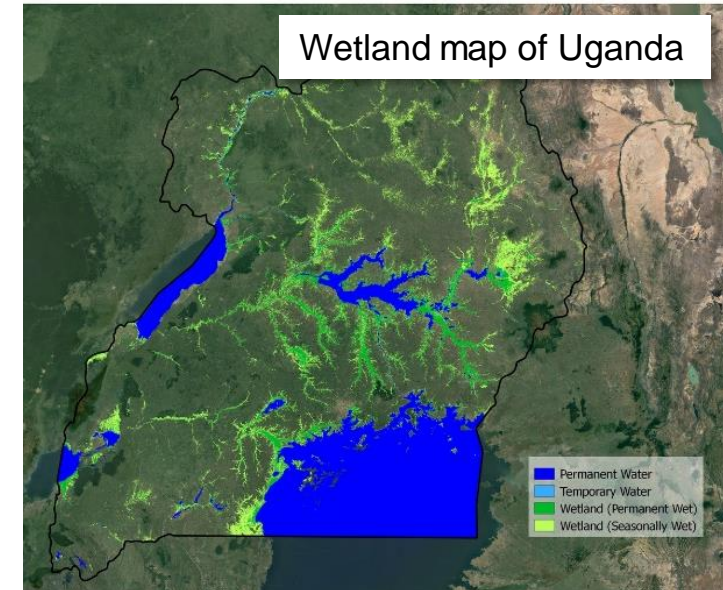 Wetland map of Uganda
Permanent Water
Temporary Water
Wetland (Permanent Wet)
Wetland (Seasonally Wet)